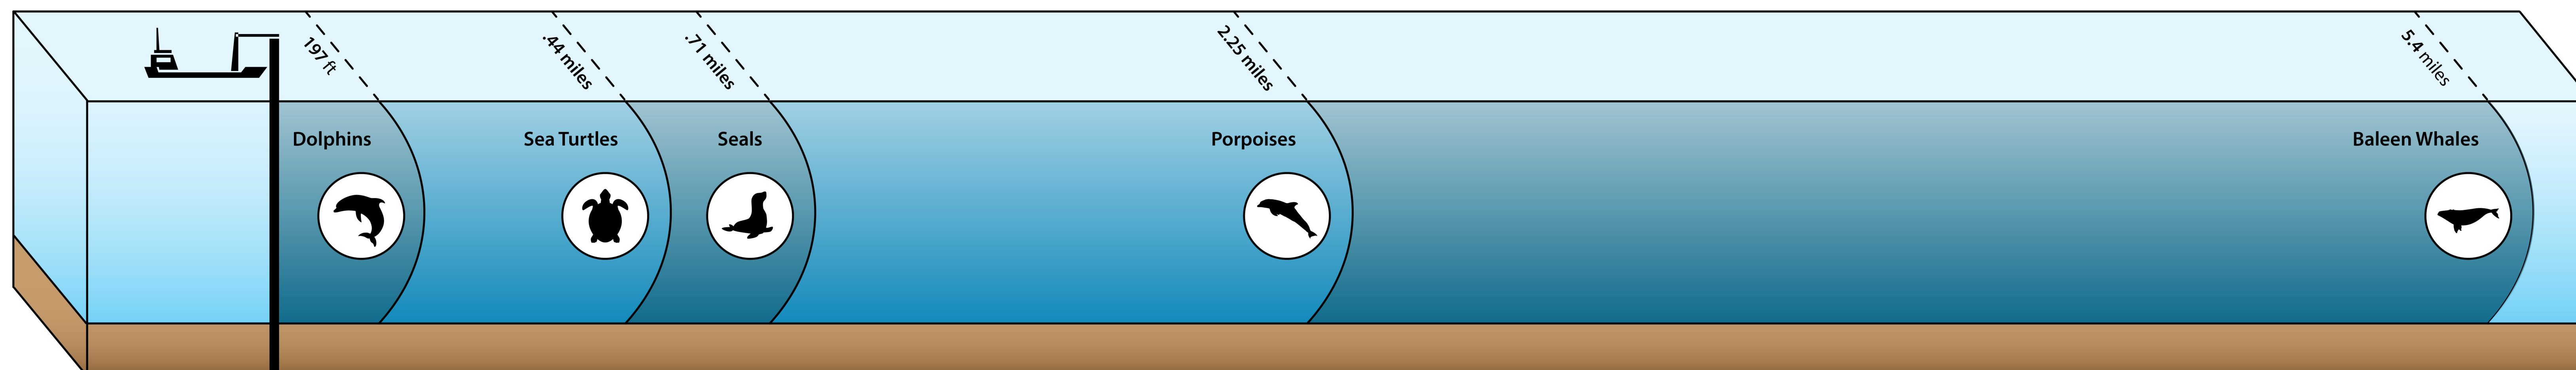 197 ft
.44 miles
.71 miles
2.25 miles
5.4 miles
Dolphins
Sea Turtles
Seals
Porpoises
Baleen Whales